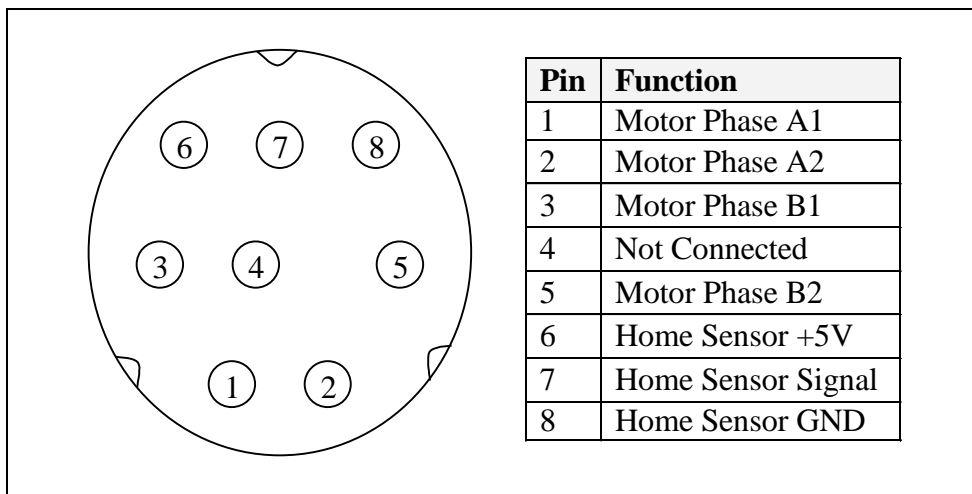 6 7 8
3 4 5
1 2
Pin Function
1 Motor Phase A1
2 Motor Phase A2
3 Motor Phase B1
4 Not Connected
5 Motor Phase B2
6 Home Sensor +5V
7 Home Sensor Signal
8 Home Sensor GND